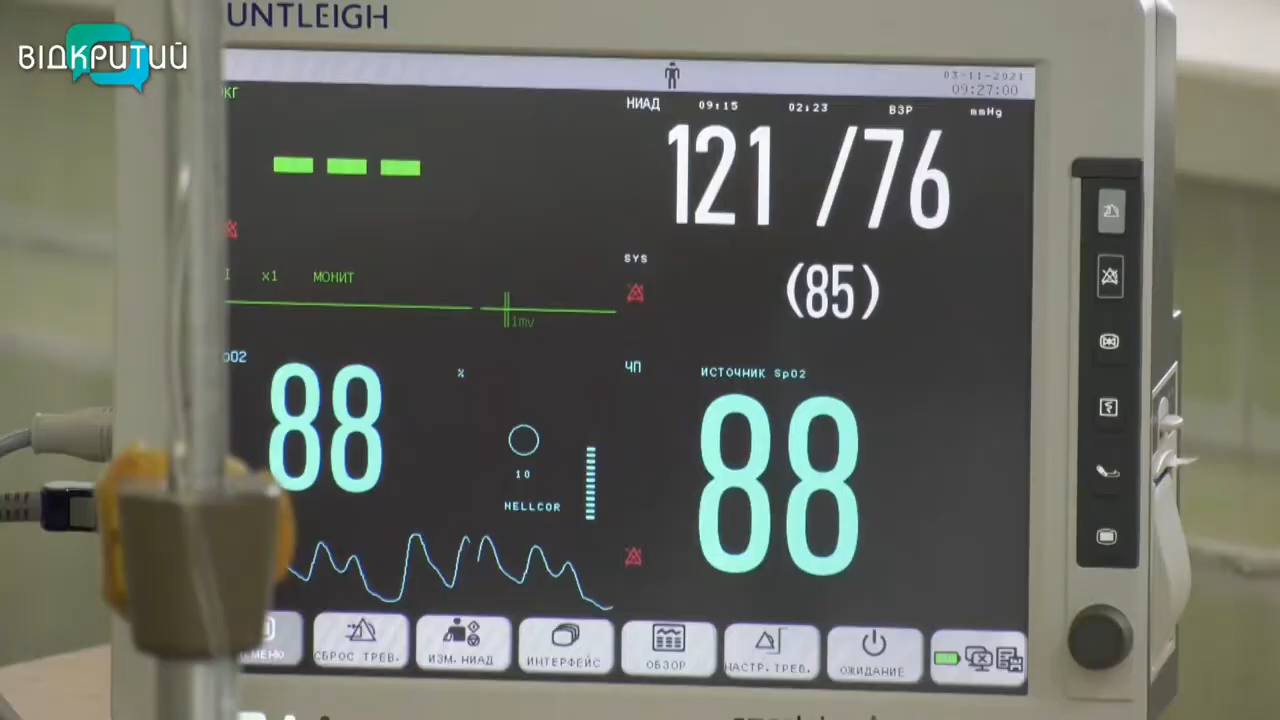 UNTLEIGH
ВІДКРИТИЙ
03-11-2021
09:27:00
КГ
НИАД 09:15 02:23 ВЗР mmHg
121 /76
SYS
(85)
I x1 МОНИТ
1mv
pO2 %
88
ЧП ИСТОЧНИК SpO2
88
10
NELLCOR
МЕНЮ
СБРОС ТРЕВ.
ИЗМ. НИАД
ИНТЕРФЕЙС
ОБЗОР
НАСТР. ТРЕВ.
ОЖИДАНИЕ